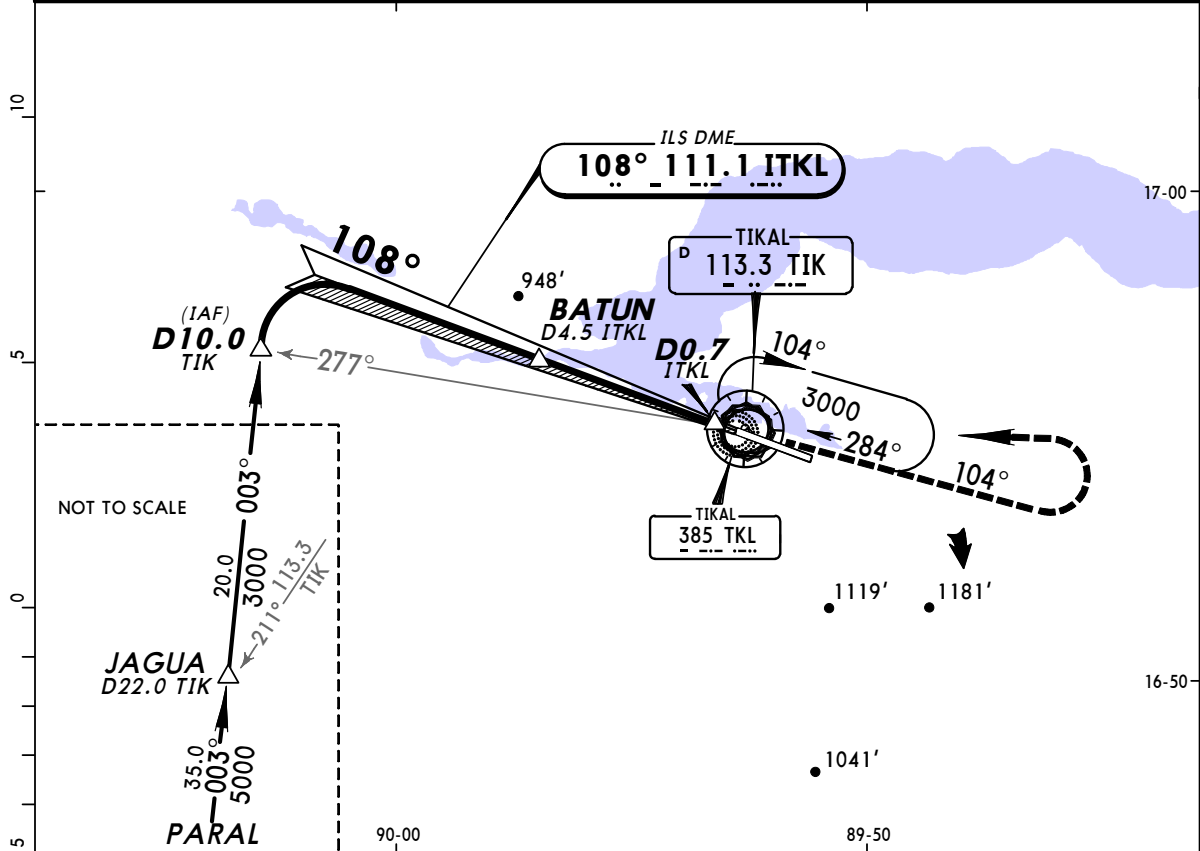 10
ILS DME
108° 111.1 ITKL
17-00
108°
TIKAL
D 113.3 TIK
948'
(IAF)
D10.0
TIK
BATUN
D4.5 ITKL
D0.7
ITKL
104°
5
277°
3000
284°
104°
003°
NOT TO SCALE
TIKAL
385 TKL
20.0
3000
211° 113.3
TIK
0
1119'
1181'
JAGUA
D22.0 TIK
16-50
35.0
003°
5000
1041'
PARAL
90-00
89-50
5